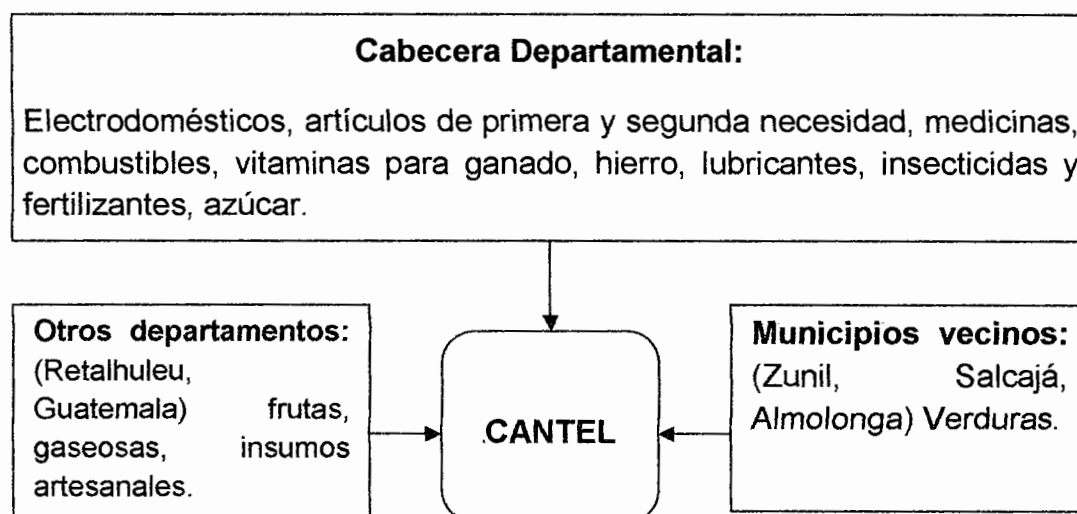 Cabecera Departamental:
Electrodomésticos, artículos de primera y segunda necesidad, medicinas,
combustibles, vitaminas para ganado, hierro, lubricantes, insecticidas y
fertilizantes, azúcar.
Otros departamentos:
(Retalhuleu,
Guatemala) frutas,
gaseosas, insumos
artesanales.
.CANTEL
Municipios vecinos:
(Zunil, Salcajá,
Almolonga) Verduras.